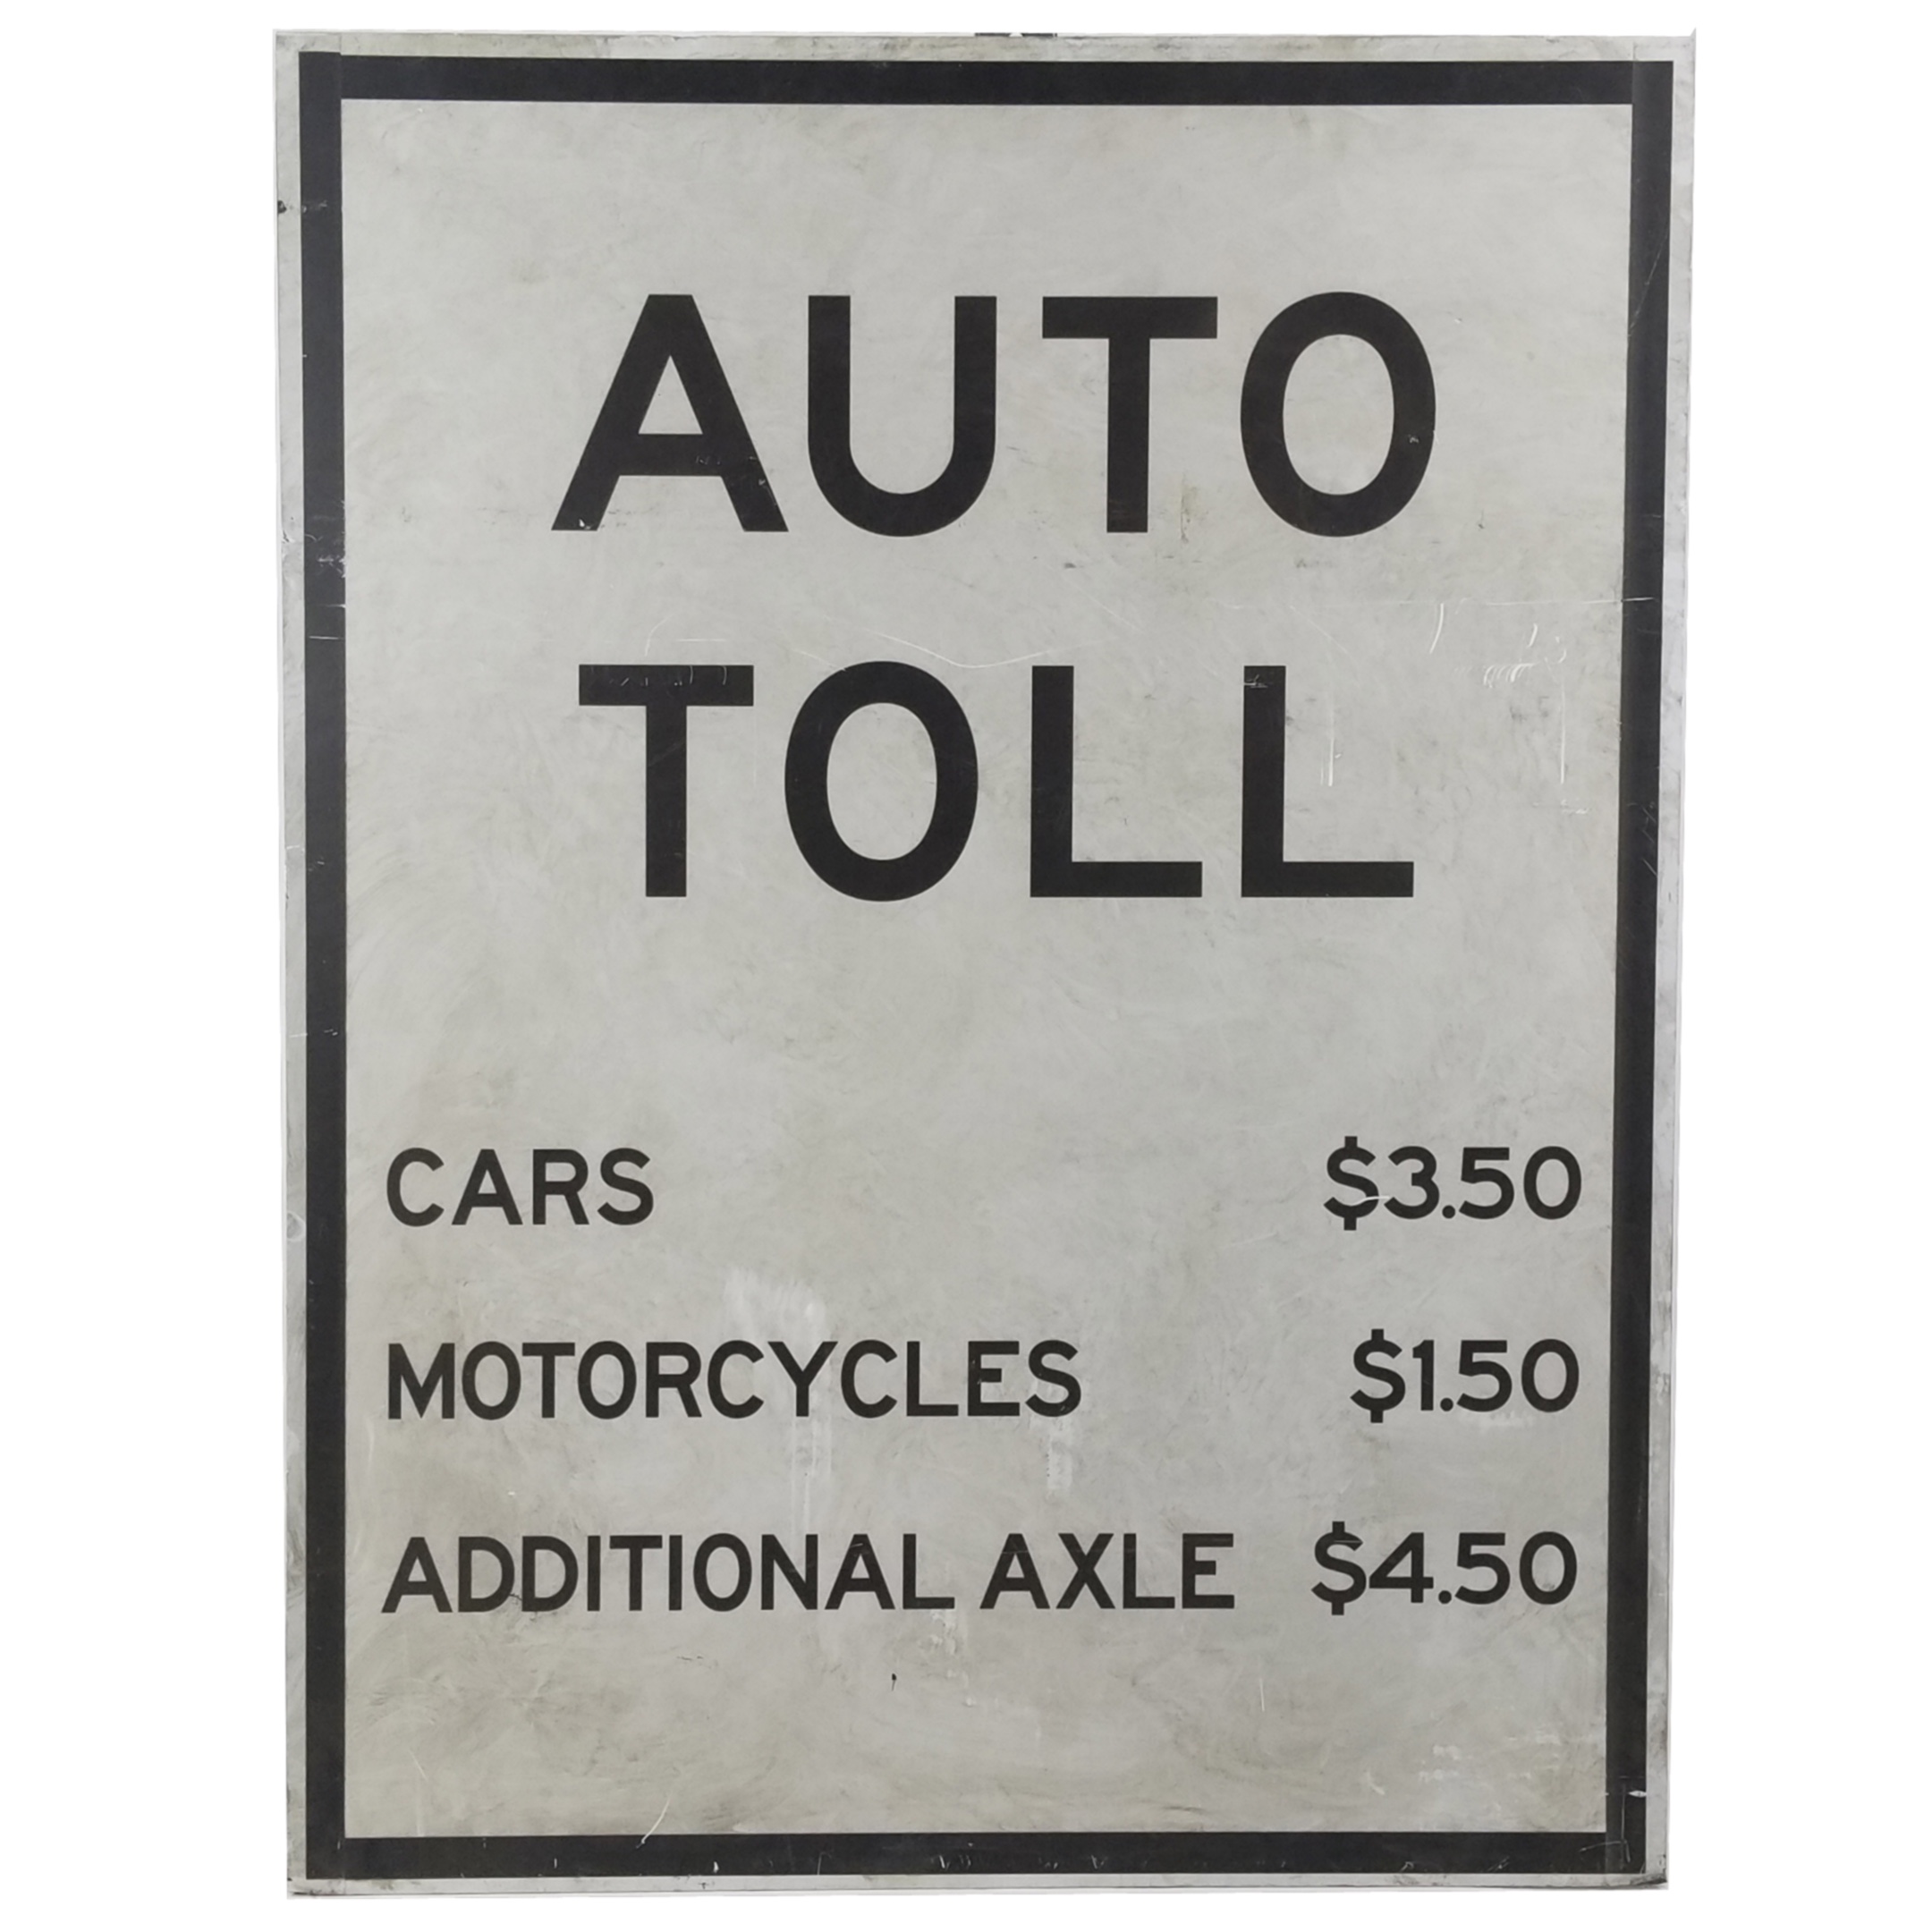 AUTO
TOLL
CARS $3.50
MOTORCYCLES $1.50
ADDITIONAL AXLE $4.50